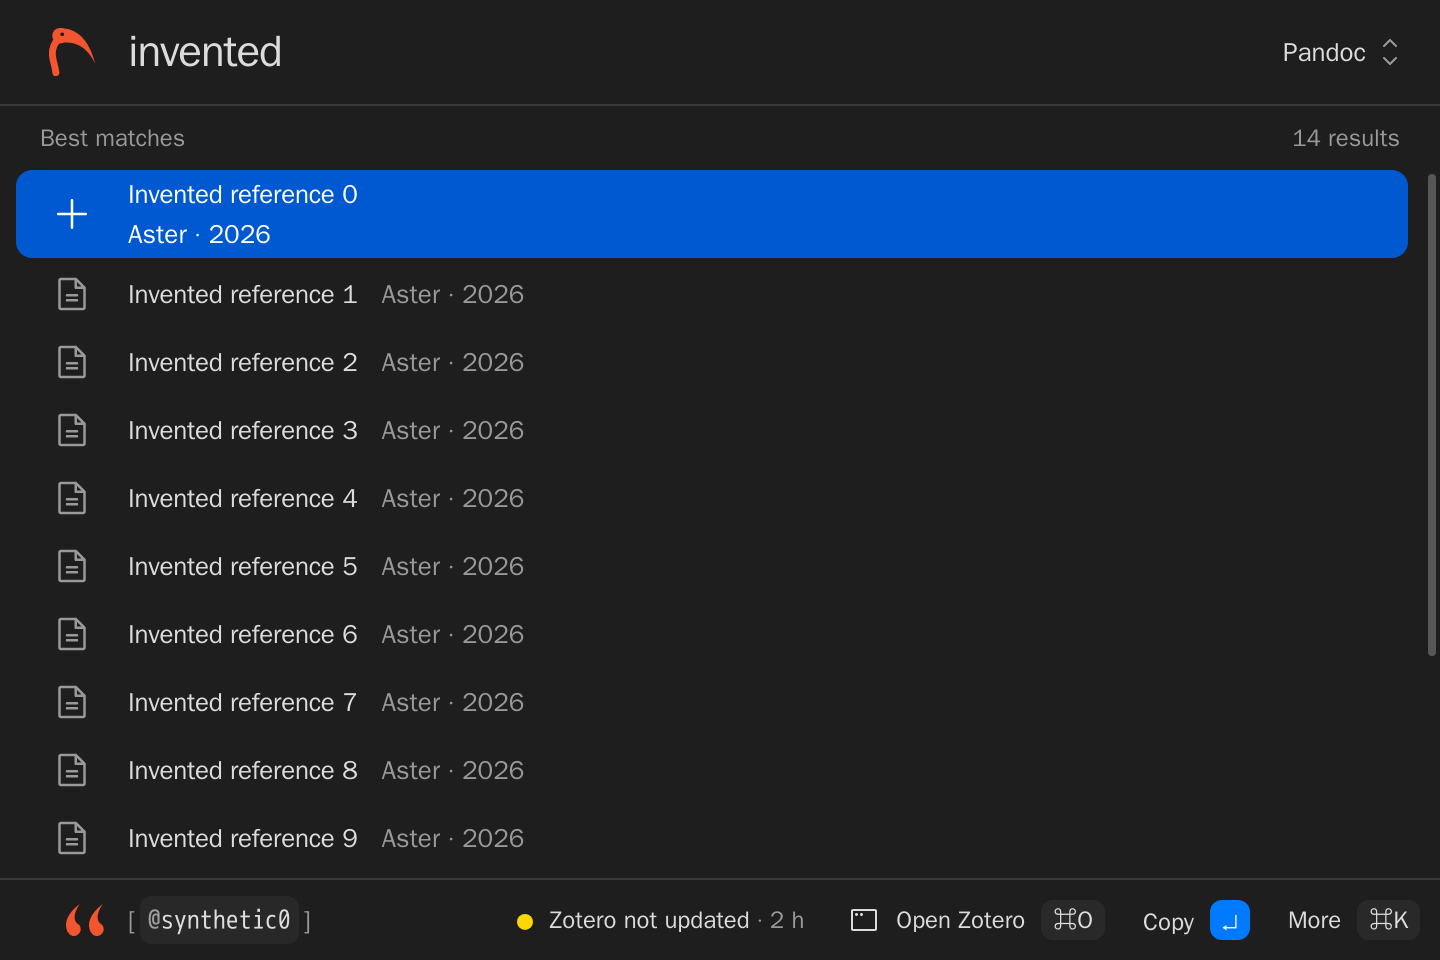 invented
Pandoc
Best matches
14 results
Invented reference 0
Aster · 2026
Invented reference 1 Aster · 2026
Invented reference 2 Aster · 2026
Invented reference 3 Aster · 2026
Invented reference 4 Aster · 2026
Invented reference 5 Aster · 2026
Invented reference 6 Aster · 2026
Invented reference 7 Aster · 2026
Invented reference 8 Aster · 2026
Invented reference 9 Aster · 2026
[@synthetic0]
Zotero not updated · 2 h
Open Zotero ⌘O
Copy ↵
More ⌘K